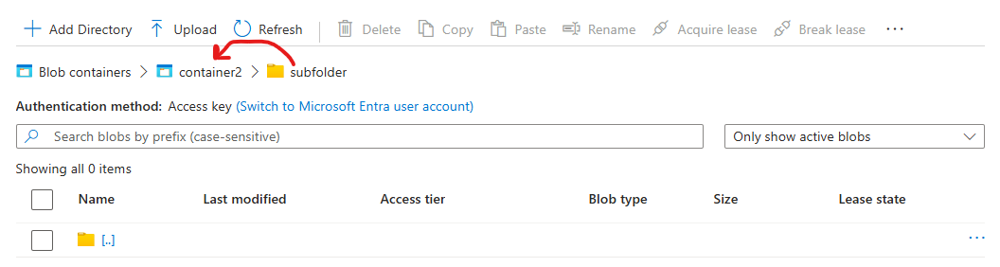 Add Directory Upload Refresh Delete Copy Paste Rename Acquire lease Break lease ...
Blob containers > container2 > subfolder
Authentication method: Access key (Switch to Microsoft Entra user account)
Search blobs by prefix (case-sensitive) Only show active blobs
Showing all 0 items
Name Last modified Access tier Blob type Size Lease state
[..] ...